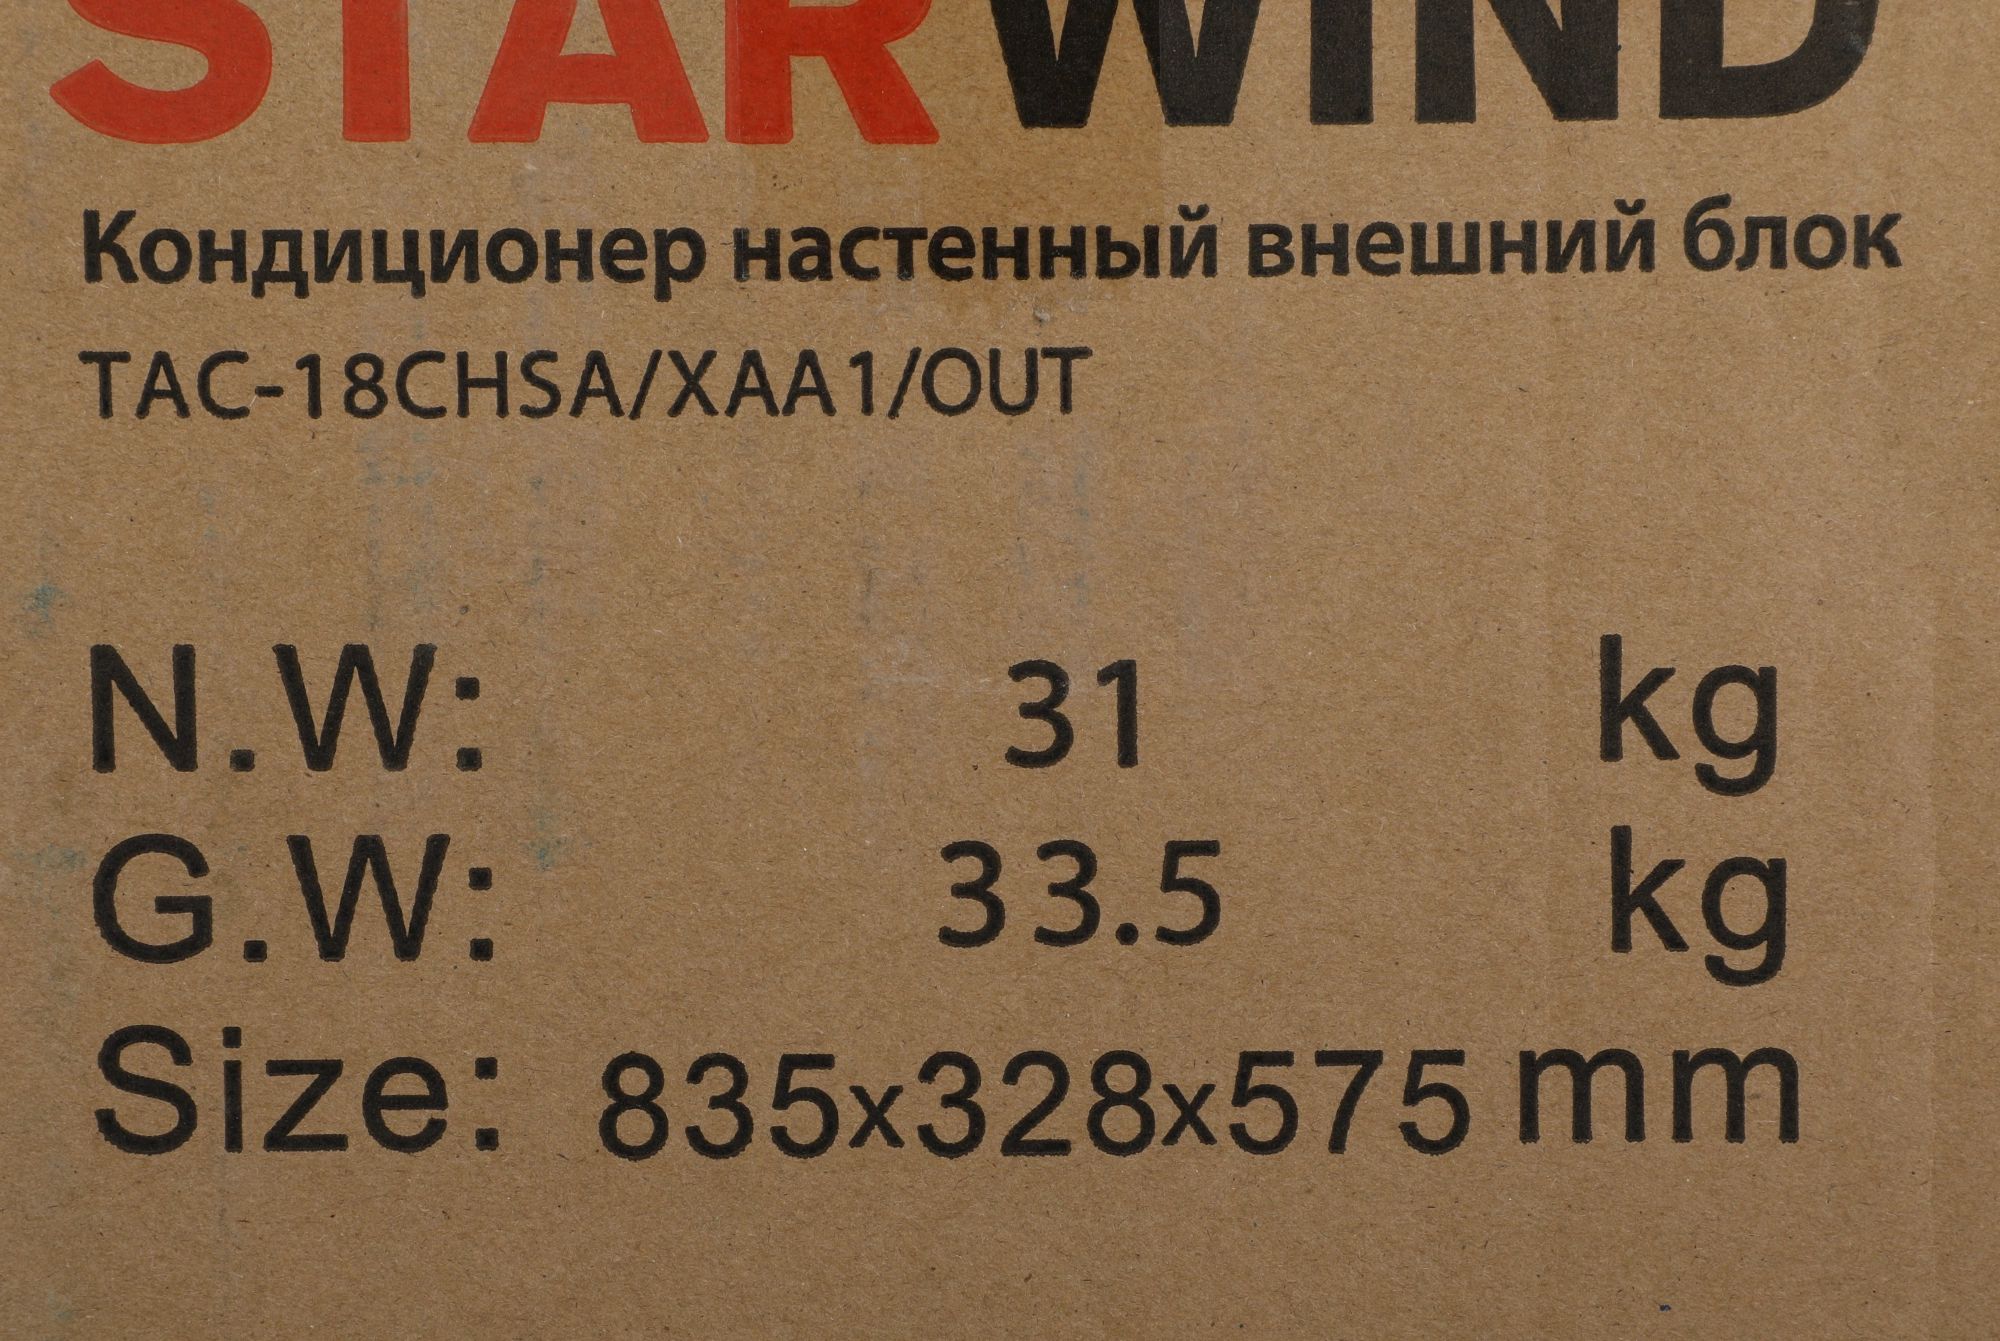 STARWIND
Кондиционер настенный внешний блок
TAC-18CHSA/XAA1/OUT
N.W: 31 kg
G.W: 33.5 kg
Size: 835x328x575 mm